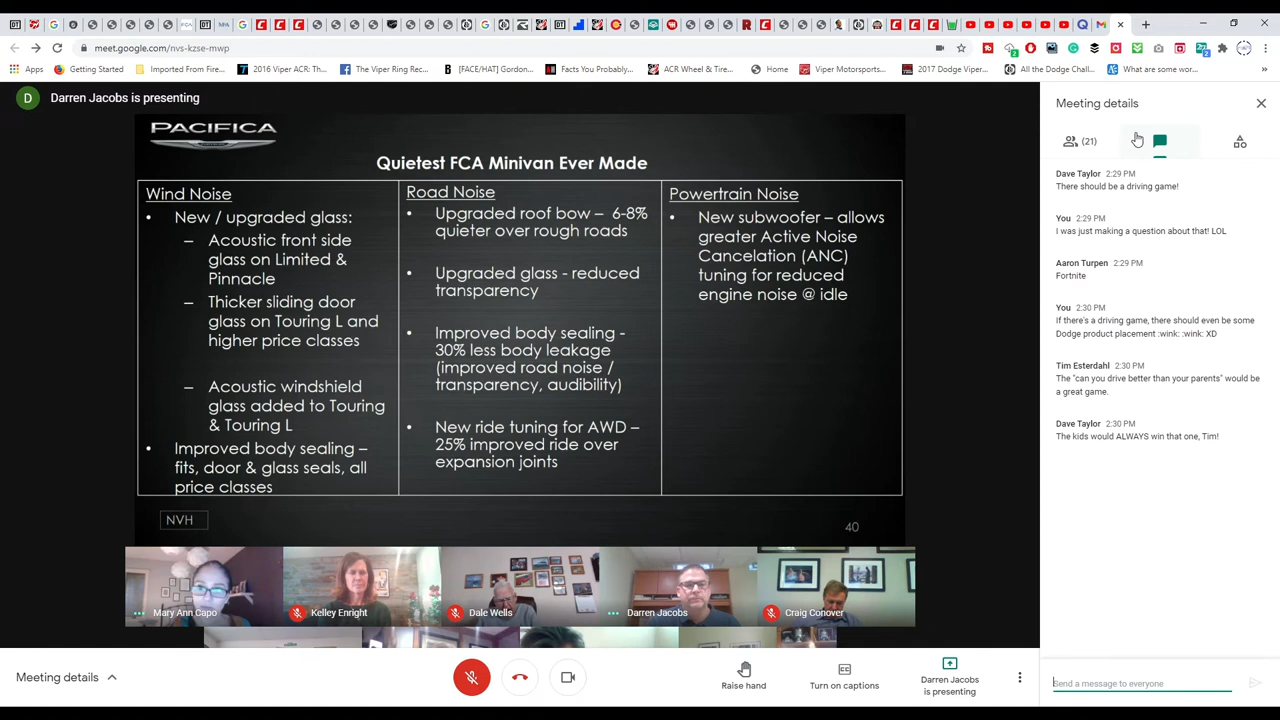 meet.google.com/nvs-kzse-mwp
Apps
Getting Started
Imported From Fire...
2016 Viper ACR: Th...
The Viper Ring Rec...
[FACE/HAT] Gordon...
Facts You Probably...
ACR Wheel & Tire...
Home
Viper Motorsports...
2017 Dodge Viper...
All the Dodge Chall...
What are some wor...
»
D
Darren Jacobs is presenting
PACIFICA
Quietest FCA Minivan Ever Made
Wind Noise
• New / upgraded glass:
– Acoustic front side
glass on Limited &
Pinnacle
– Thicker sliding door
glass on Touring L and
higher price classes
– Acoustic windshield
glass added to Touring
& Touring L
• Improved body sealing –
fits, door & glass seals, all
price classes
Road Noise
• Upgraded roof bow – 6-8%
quieter over rough roads
• Upgraded glass - reduced
transparency
• Improved body sealing -
30% less body leakage
(improved road noise /
transparency, audibility)
• New ride tuning for AWD –
25% improved ride over
expansion joints
Powertrain Noise
• New subwoofer – allows
greater Active Noise
Cancelation (ANC)
tuning for reduced
engine noise @ idle
NVH
40
Mary Ann Capo
Kelley Enright
Dale Wells
Darren Jacobs
Craig Conover
Meeting details
Raise hand
Turn on captions
Darren Jacobs
is presenting
Meeting details
(21)
Dave Taylor 2:29 PM
There should be a driving game!
You 2:29 PM
I was just making a question about that! LOL
Aaron Turpen 2:29 PM
Fortnite
You 2:30 PM
If there's a driving game, there should even be some
Dodge product placement :wink: :wink: XD
Tim Esterdahl 2:30 PM
The "can you drive better than your parents" would be
a great game.
Dave Taylor 2:30 PM
The kids would ALWAYS win that one, Tim!
Send a message to everyone